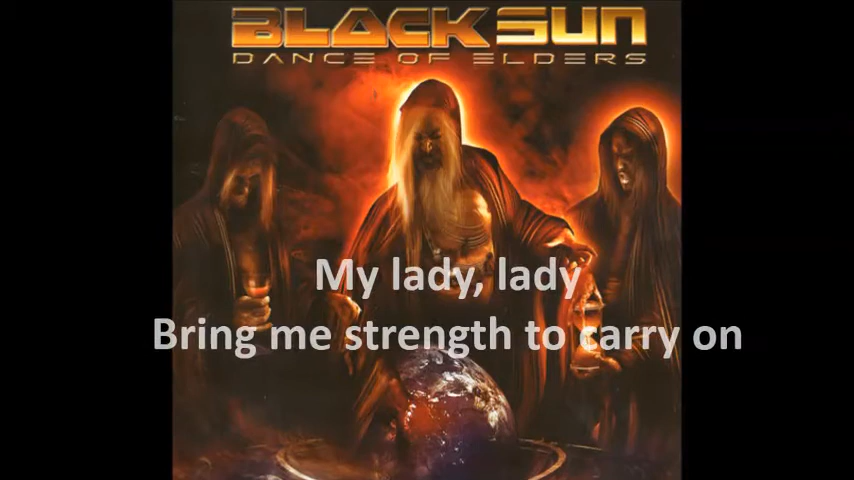 BLACK SUN
DANCE OF ELDERS
My lady, lady
Bring me strength to carry on